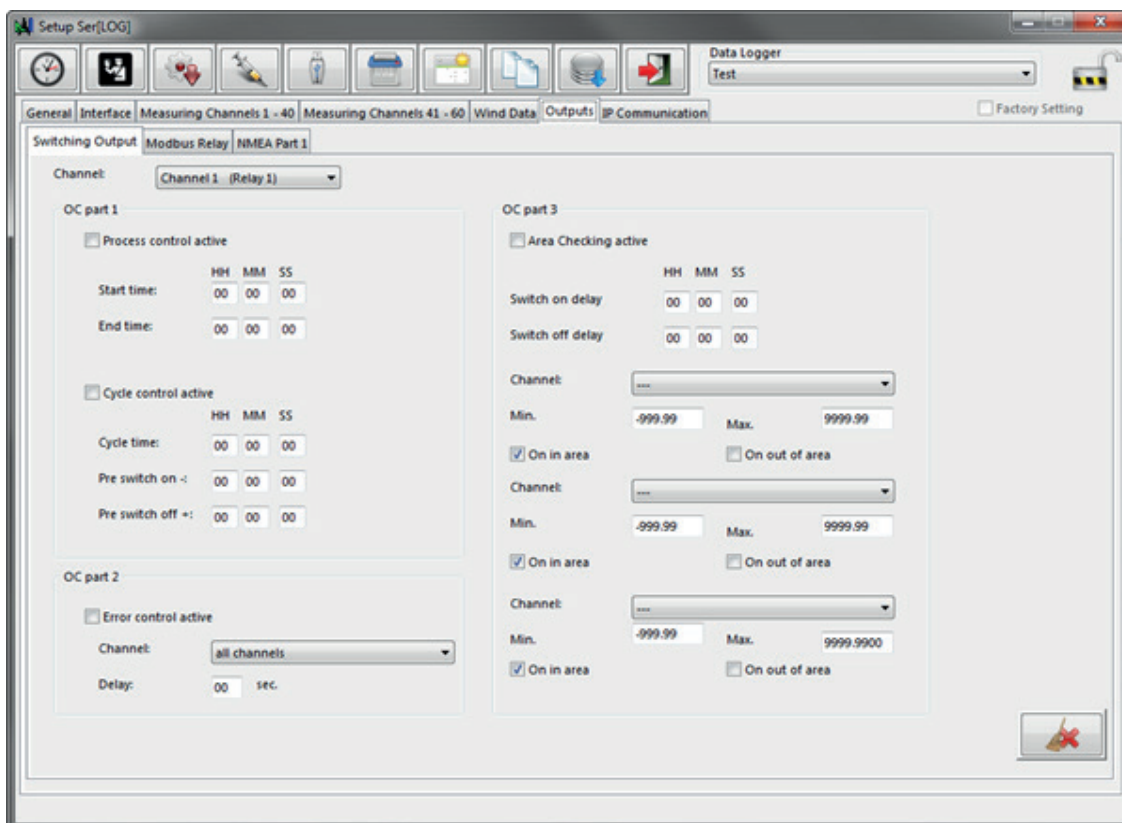 Setup Ser[LOG]
Data Logger
Test
General Interface Measuring Channels 1 - 40 Measuring Channels 41 - 60 Wind Data Outputs IP Communication
Factory Setting
Switching Output Modbus Relay NMEA Part 1
Channel: Channel 1 (Relay 1)
OC part 1
Process control active
HH MM SS
Start time: 00 00 00
End time: 00 00 00
Cycle control active
HH MM SS
Cycle time: 00 00 00
Pre switch on -: 00 00 00
Pre switch off +: 00 00 00
OC part 2
Error control active
Channel: all channels
Delay: 00 sec.
OC part 3
Area Checking active
HH MM SS
Switch on delay 00 00 00
Switch off delay 00 00 00
Channel: ---
Min. -999.99 Max. 9999.99
On in area On out of area
Channel: ---
Min. -999.99 Max. 9999.99
On in area On out of area
Channel: ---
Min. -999.99 Max. 9999.9900
On in area On out of area